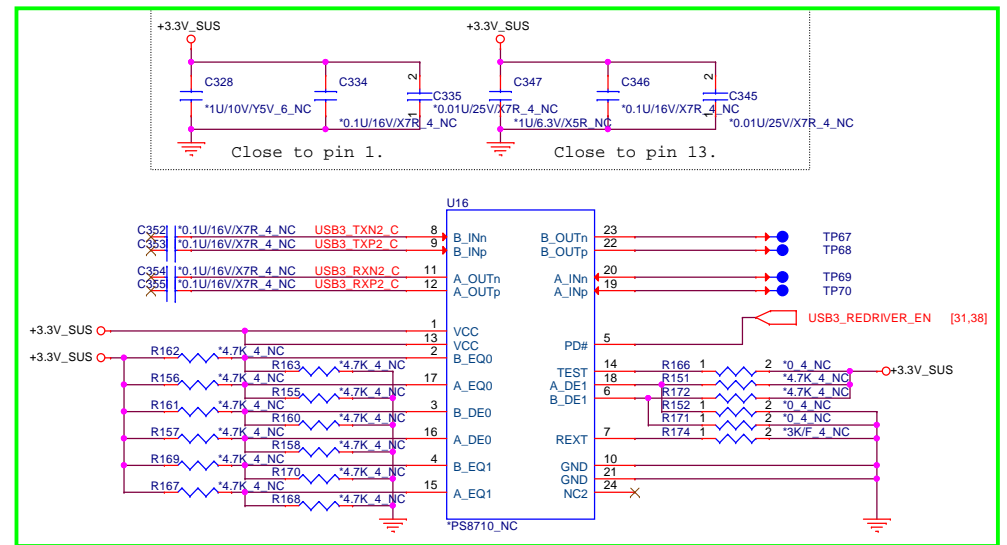 +3.3V_SUS
+3.3V_SUS
C328
C334
2
C335
C347
C346
2
C345
*1U/10V/Y5V_6_NC
1
*0.01U/25V/X7R_4_NC
*0.1U/16V/X7R_4_NC
*1U/6.3V/X5R_NC
*0.1U/16V/X7R_4_NC
1
*0.01U/25V/X7R_4_NC
Close to pin 1.
Close to pin 13.
U16
C352 *0.1U/16V/X7R_4_NC USB3_TXN2_C 8 B_INn B_OUTn 23 TP67
C353 *0.1U/16V/X7R_4_NC USB3_TXP2_C 9 B_INp B_OUTp 22 TP68
C354 *0.1U/16V/X7R_4_NC USB3_RXN2_C 11 A_OUTn A_INn 20 TP69
C355 *0.1U/16V/X7R_4_NC USB3_RXP2_C 12 A_OUTp A_INp 19 TP70
USB3_REDRIVER_EN [31,38]
+3.3V_SUS 1 VCC
13 VCC PD# 5
+3.3V_SUS R162 *4.7K_4_NC 2 B_EQ0
R163 *4.7K_4_NC TEST 14 R166 1 2 *0_4_NC +3.3V_SUS
R156 *4.7K_4_NC 17 A_EQ0 A_DE1 18 R151 *4.7K_4_NC
R155 *4.7K_4_NC B_DE1 6 R172 *4.7K_4_NC
R161 *4.7K_4_NC 3 B_DE0 R152 1 2 *0_4_NC
R160 *4.7K_4_NC R171 1 2 *0_4_NC
R157 *4.7K_4_NC 16 A_DE0 REXT 7 R174 1 2 *3K/F_4_NC
R158 *4.7K_4_NC
R169 *4.7K_4_NC 4 B_EQ1 GND 10
R170 *4.7K_4_NC GND 21
R167 *4.7K_4_NC 15 A_EQ1 NC2 24
R168 *4.7K_4_NC
*PS8710_NC